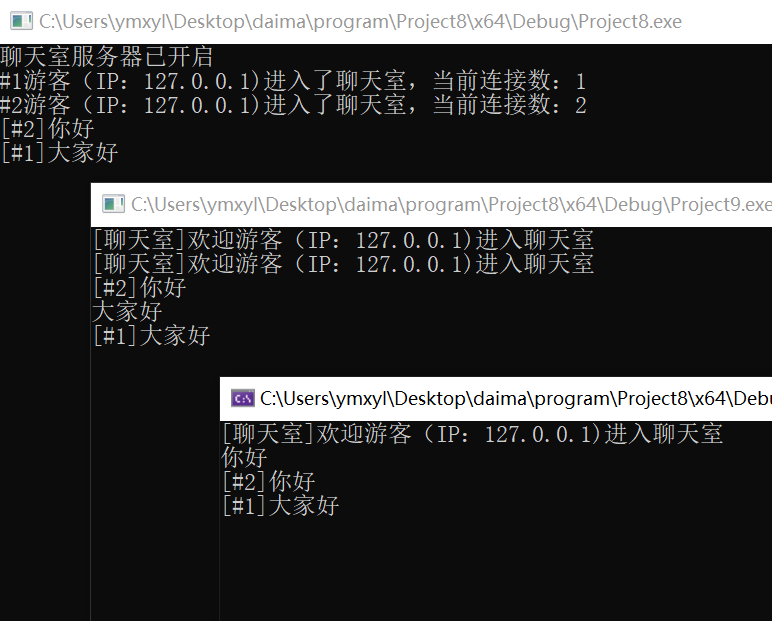 C:\Users\ymxyl\Desktop\daima\program\Project8\x64\Debug\Project8.exe
聊天室服务器已开启
#1游客（IP：127.0.0.1)进入了聊天室，当前连接数：1
#2游客（IP：127.0.0.1)进入了聊天室，当前连接数：2
[#2]你好
[#1]大家好
C:\Users\ymxyl\Desktop\daima\program\Project8\x64\Debug\Project9.exe
[聊天室]欢迎游客（IP：127.0.0.1)进入聊天室
[聊天室]欢迎游客（IP：127.0.0.1)进入聊天室
[#2]你好
大家好
[#1]大家好
C:\Users\ymxyl\Desktop\daima\program\Project8\x64\Debu
[聊天室]欢迎游客（IP：127.0.0.1)进入聊天室
你好
[#2]你好
[#1]大家好